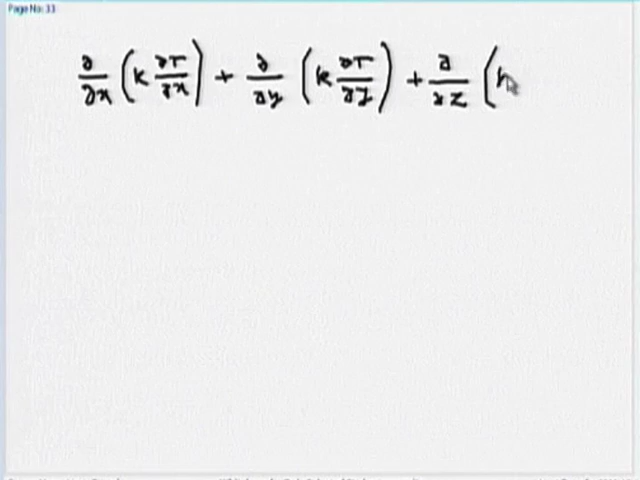 Page No: 33
∂/∂x (k ∂T/∂x) + ∂/∂y (k ∂T/∂y) + ∂/∂z (k